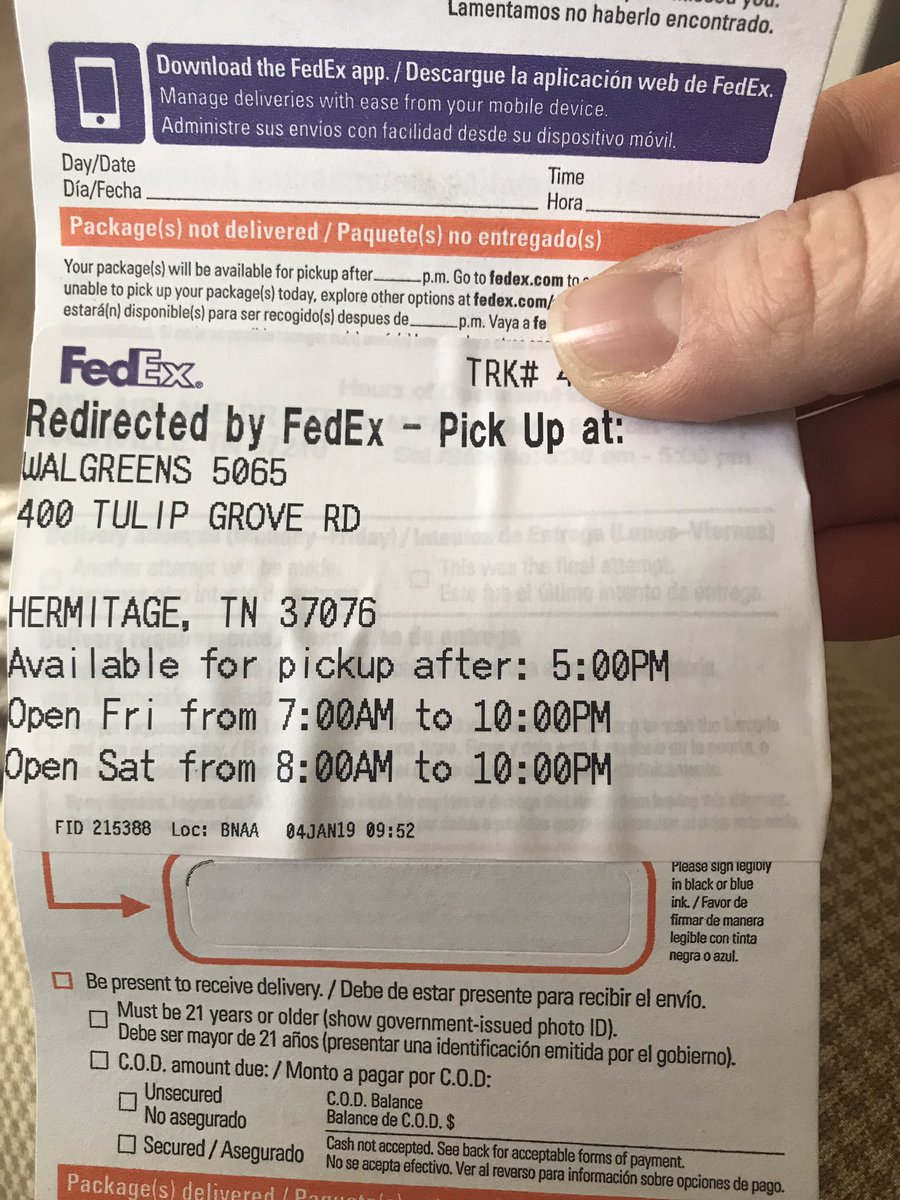 you.
Lamentamos no haberlo encontrado.
Download the FedEx app. / Descargue la aplicación web de FedEx.
Manage deliveries with ease from your mobile device.
Administre sus envíos con facilidad desde su dispositivo móvil.
Day/Date
Día/Fecha
Time
Hora
Package(s) not delivered / Paquete(s) no entregado(s)
Your package(s) will be available for pickup after p.m. Go to fedex.com to
unable to pick up your package(s) today, explore other options at fedex.com/
estará(n) disponible(s) para ser recogido(s) despues de p.m. Vaya a fe
FedEx®
TRK# 4
Redirected by FedEx - Pick Up at:
WALGREENS 5065
400 TULIP GROVE RD
HERMITAGE, TN 37076
Available for pickup after: 5:00PM
Open Fri from 7:00AM to 10:00PM
Open Sat from 8:00AM to 10:00PM
FID 215388 Loc: BNAA 04JAN19 09:52
Please sign legibly
in black or blue
ink. / Favor de
firmar de manera
legible con tinta
negra o azul.
Be present to receive delivery. / Debe de estar presente para recibir el envío.
Must be 21 years or older (show government-issued photo ID).
Debe ser mayor de 21 años (presentar una identificación emitida por el gobierno).
C.O.D. amount due: / Monto a pagar por C.O.D:
Unsecured
No asegurado
C.O.D. Balance
Balance de C.O.D. $
Secured / Asegurado
Cash not accepted. See back for acceptable forms of payment.
No se acepta efectivo. Ver al reverso para información sobre opciones de pago.
Package(s) delivered / Paquete(s)